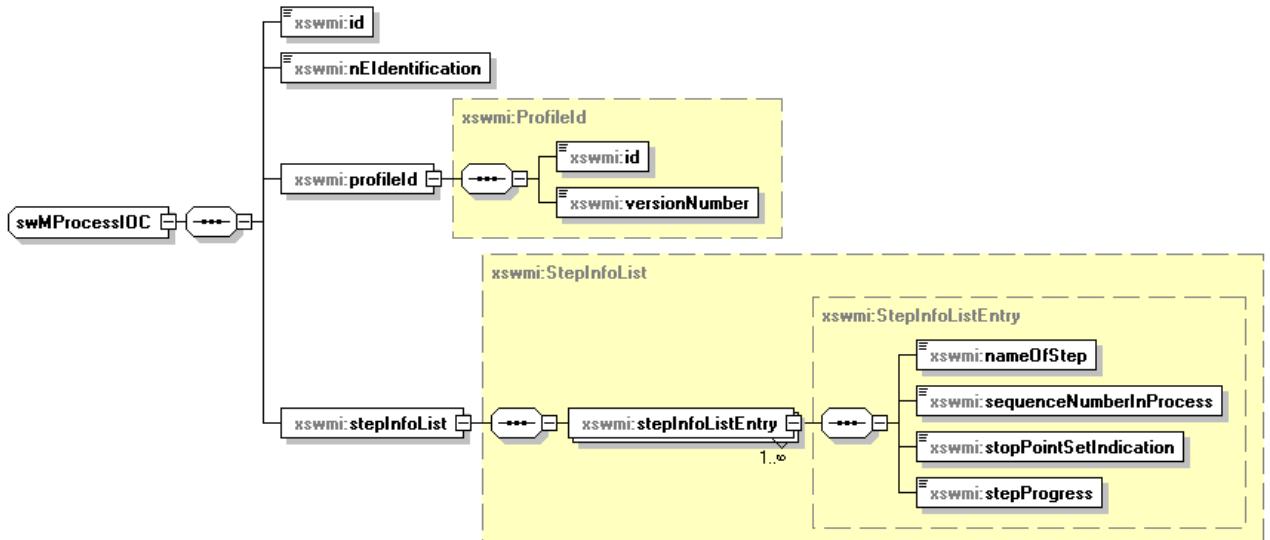 xswmi:id
xswmi:nEIdentification
xswmi:ProfileId
xswmi:id
xswmi:profileId
xswmi:versionNumber
swMProcessIOC
xswmi:StepInfoList
xswmi:StepInfoListEntry
xswmi:nameOfStep
xswmi:sequenceNumberInProcess
xswmi:stepInfoList
xswmi:stepInfoListEntry
xswmi:stopPointSetIndication
1..∞
xswmi:stepProgress